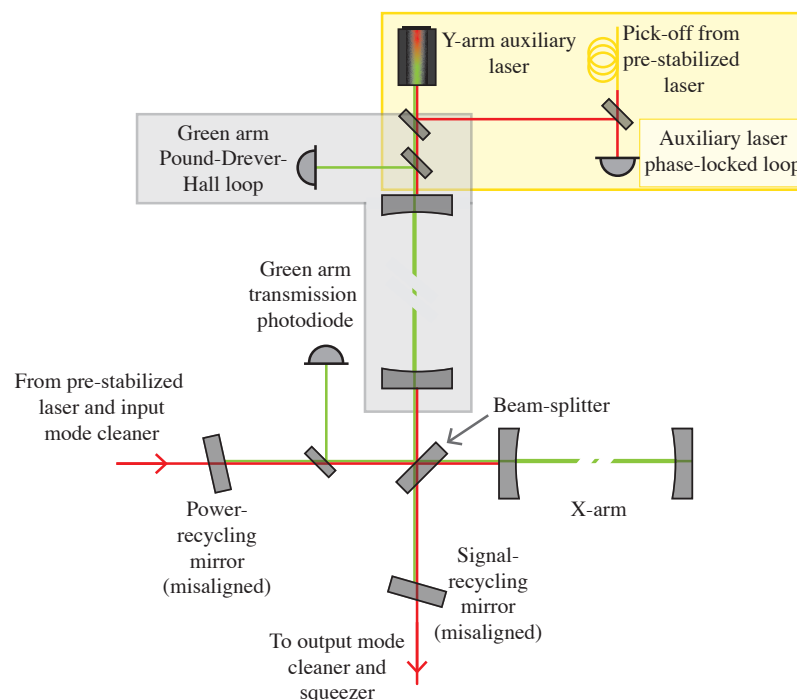 Y-arm auxiliary
laser
Pick-off from
pre-stabilized
laser
Green arm
Pound-Drever-
Hall loop
Auxiliary laser
phase-locked loop
Green arm
transmission
photodiode
From pre-stabilized
laser and input
mode cleaner
Beam-splitter
X-arm
Power-
recycling
mirror
(misaligned)
Signal-
recycling
mirror
(misaligned)
To output mode
cleaner and
squeezer